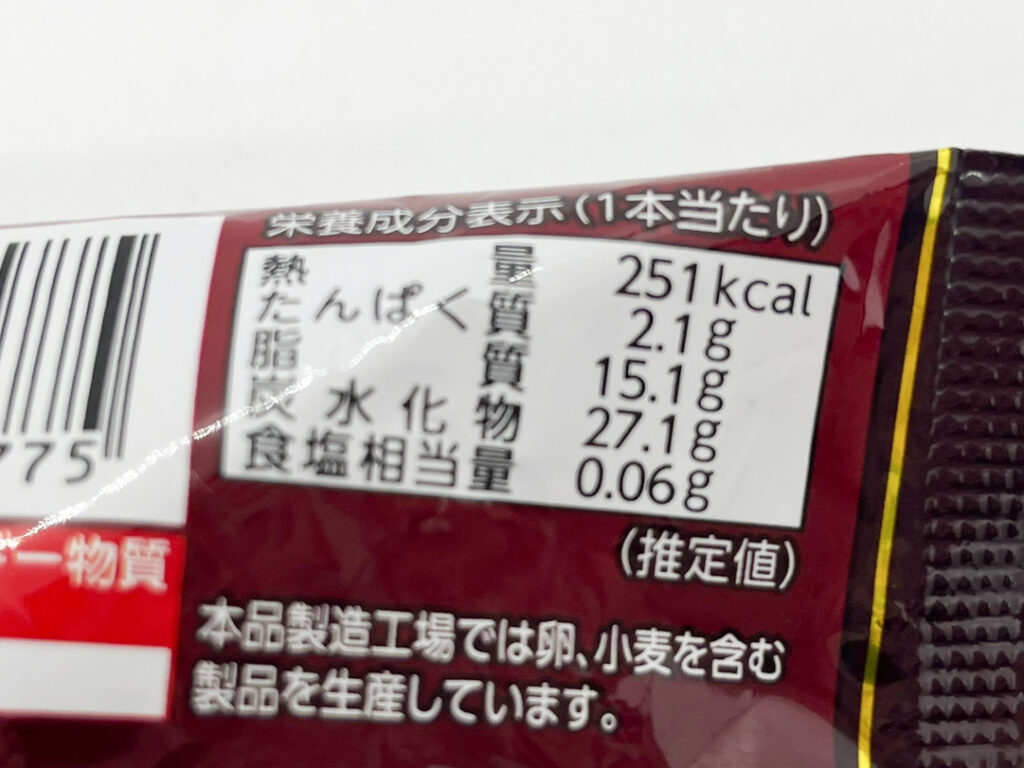 栄養成分表示(1本当たり)
熱量 251kcal
たんぱく質 2.1g
脂質 15.1g
炭水化物 27.1g
食塩相当量 0.06g
(推定値)
775
ー物質
本品製造工場では卵、小麦を含む
製品を生産しています。